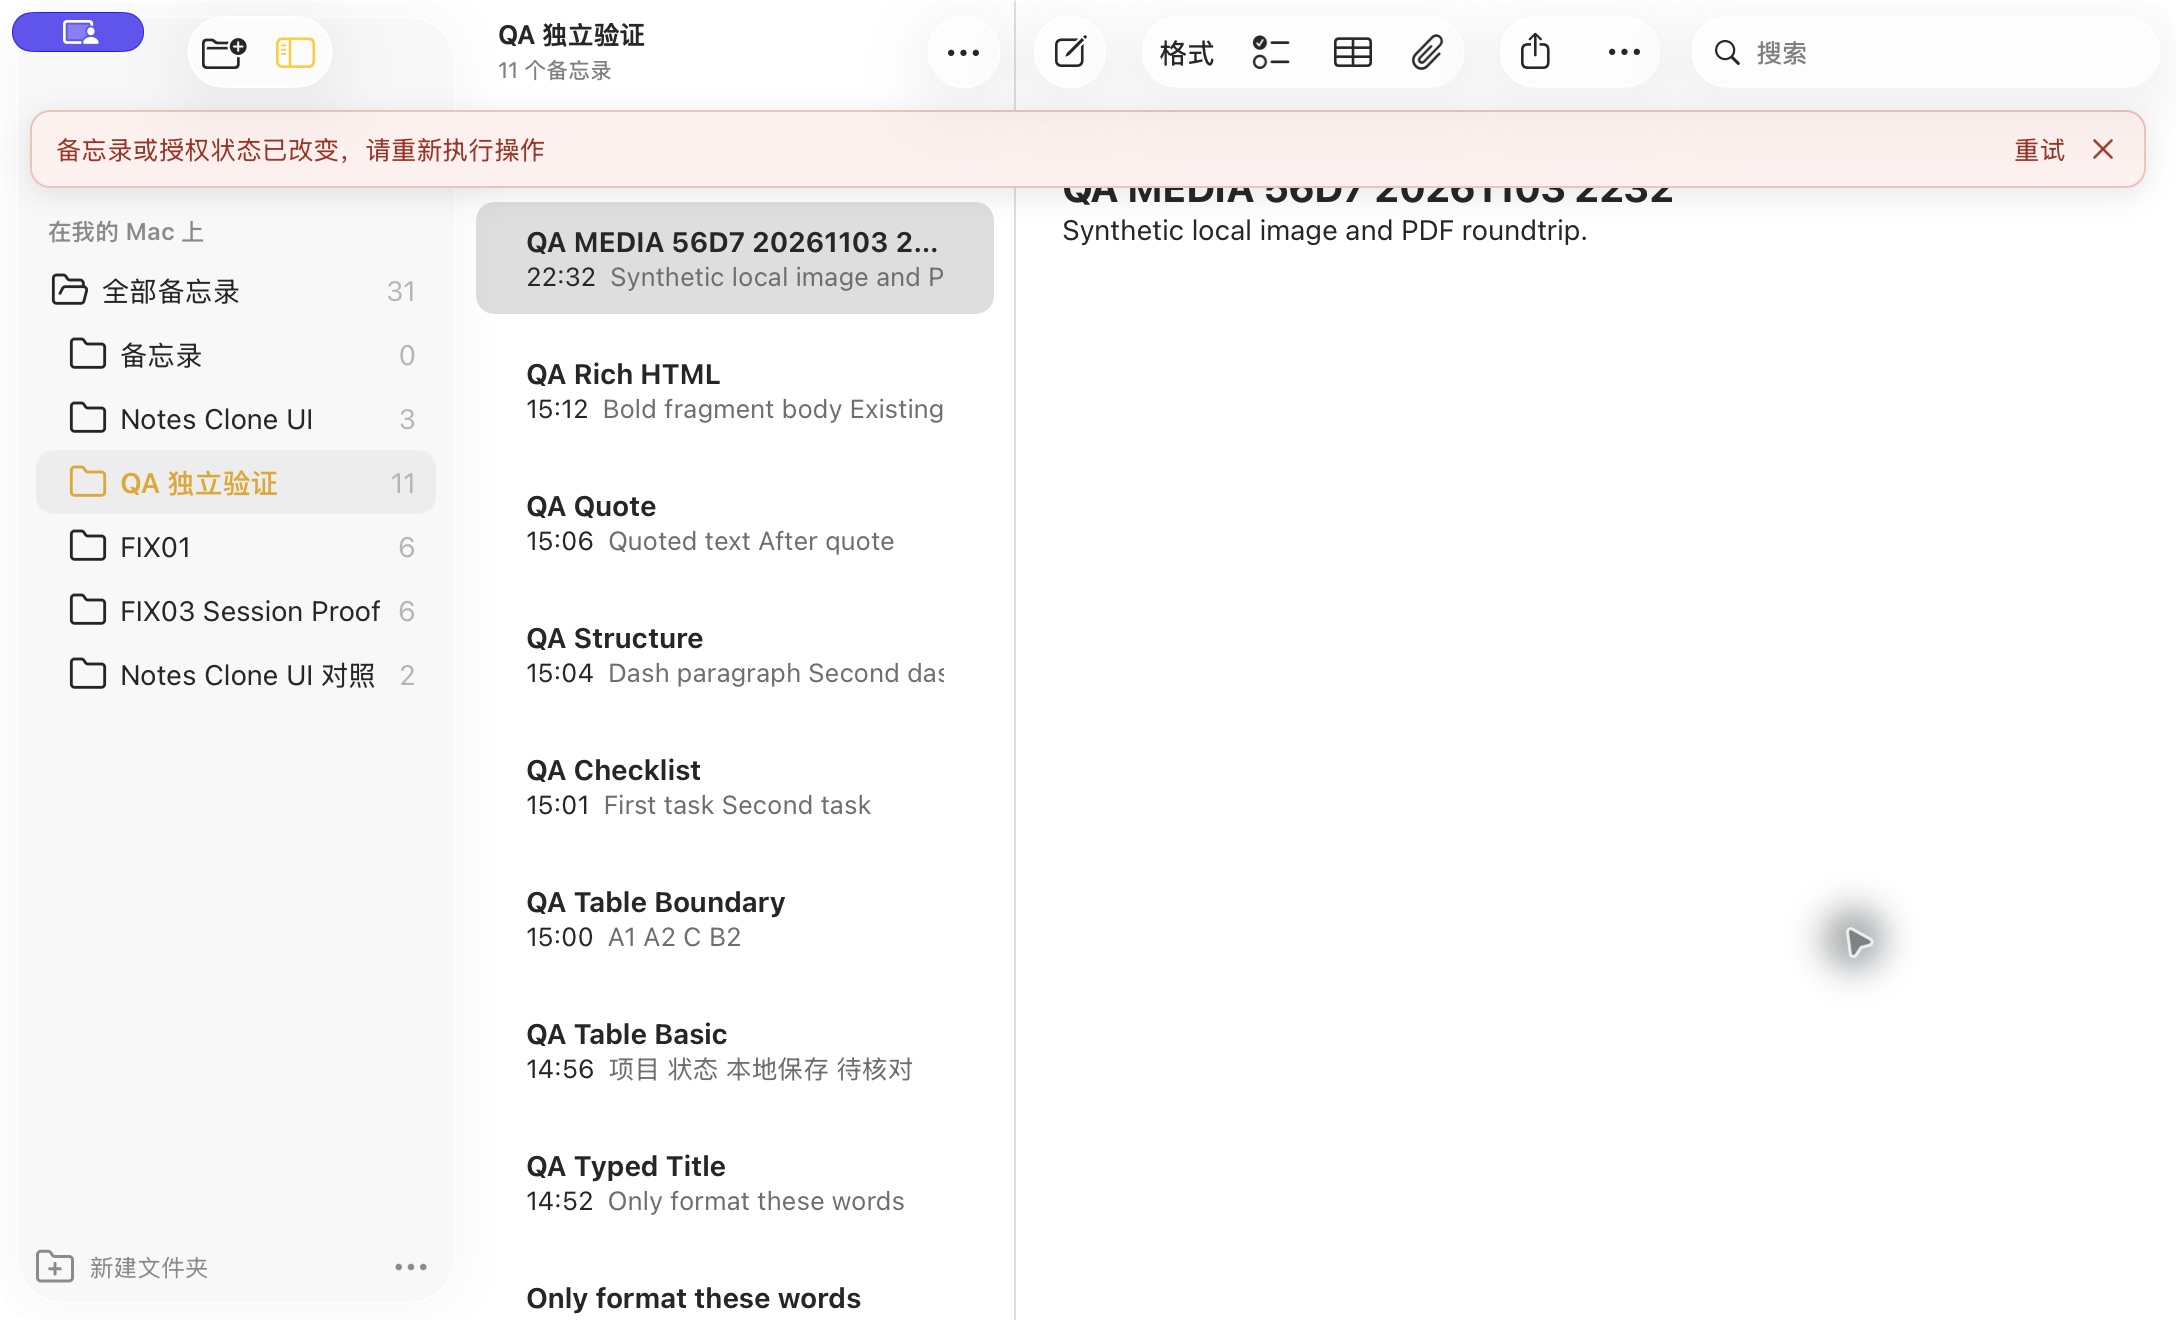 QA 独立验证
11 个备忘录
格式
搜索
备忘录或授权状态已改变，请重新执行操作
重试
在我的 Mac 上
全部备忘录 31
备忘录 0
Notes Clone UI 3
QA 独立验证 11
FIX01 6
FIX03 Session Proof 6
Notes Clone UI 对照 2
新建文件夹
QA MEDIA 56D7 20261103 2...
22:32 Synthetic local image and P
QA Rich HTML
15:12 Bold fragment body Existing
QA Quote
15:06 Quoted text After quote
QA Structure
15:04 Dash paragraph Second das
QA Checklist
15:01 First task Second task
QA Table Boundary
15:00 A1 A2 C B2
QA Table Basic
14:56 项目 状态 本地保存 待核对
QA Typed Title
14:52 Only format these words
Only format these words
QA MEDIA 56D7 20261103 2232
Synthetic local image and PDF roundtrip.